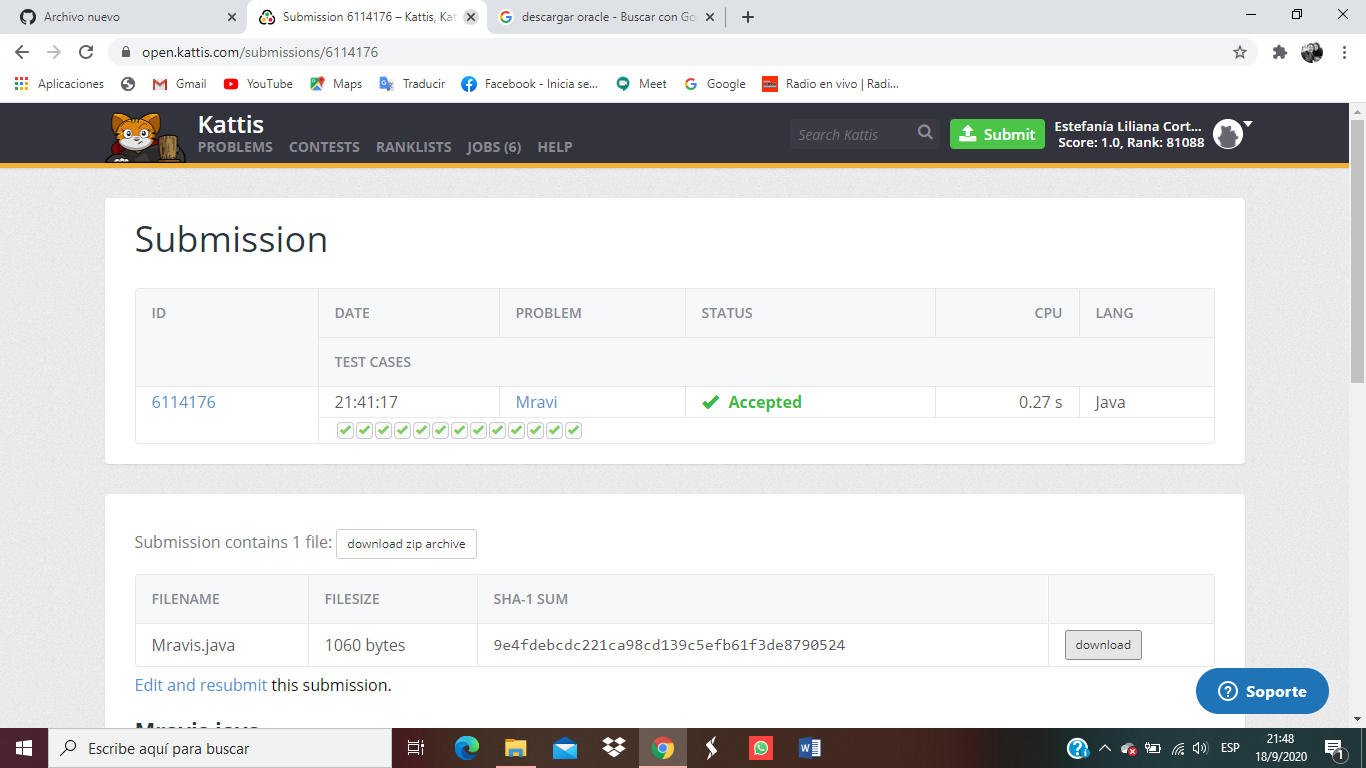 Archivo nuevo
Submission 6114176 – Kattis, Kat
descargar oracle - Buscar con Go
open.kattis.com/submissions/6114176
Aplicaciones
Gmail
YouTube
Maps
Traducir
Facebook - Inicia se...
Meet
Google
Radio en vivo | Radi...
Kattis
PROBLEMS CONTESTS RANKLISTS JOBS (6) HELP
Search Kattis
Submit
Estefanía Liliana Cort...
Score: 1.0, Rank: 81088
Submission
ID DATE PROBLEM STATUS CPU LANG
TEST CASES
6114176 21:41:17 Mravi Accepted 0.27 s Java
Submission contains 1 file: download zip archive
FILENAME FILESIZE SHA-1 SUM
Mravis.java 1060 bytes 9e4fdebcdc221ca98cd139c5efb61f3de8790524 download
Edit and resubmit this submission.
Soporte
Mravis.java
Escribe aquí para buscar
ESP
21:48
18/9/2020
1